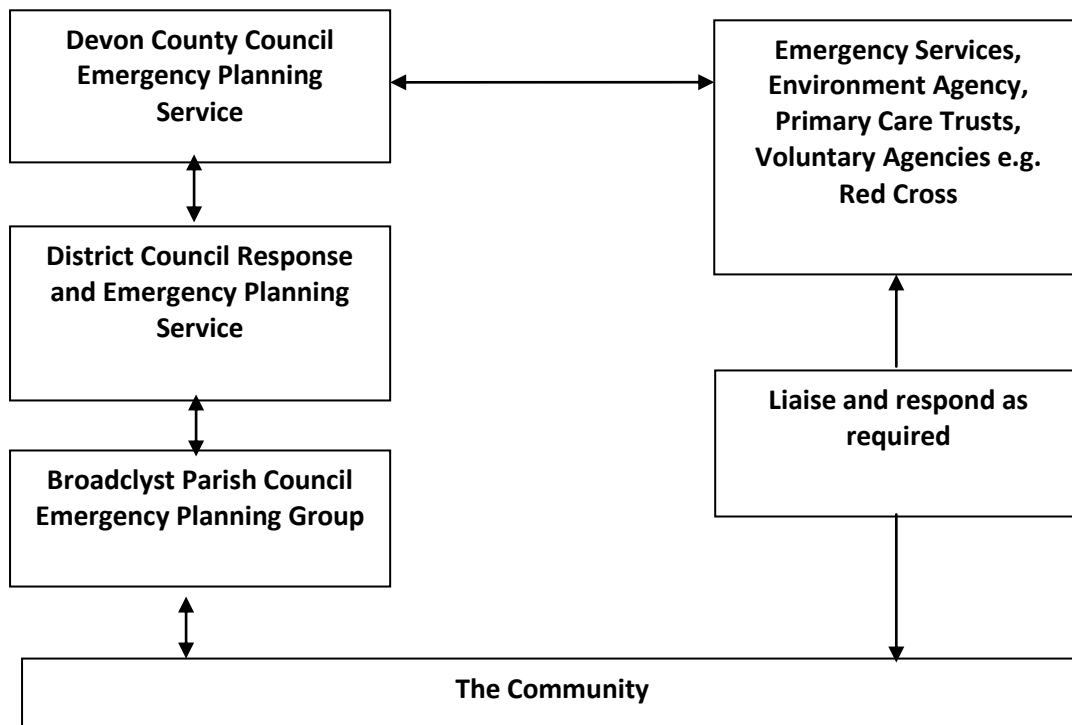 Devon County Council
Emergency Planning
Service
Emergency Services,
Environment Agency,
Primary Care Trusts,
Voluntary Agencies e.g.
Red Cross
District Council Response
and Emergency Planning
Service
Liaise and respond as
required
Broadclyst Parish Council
Emergency Planning Group
The Community